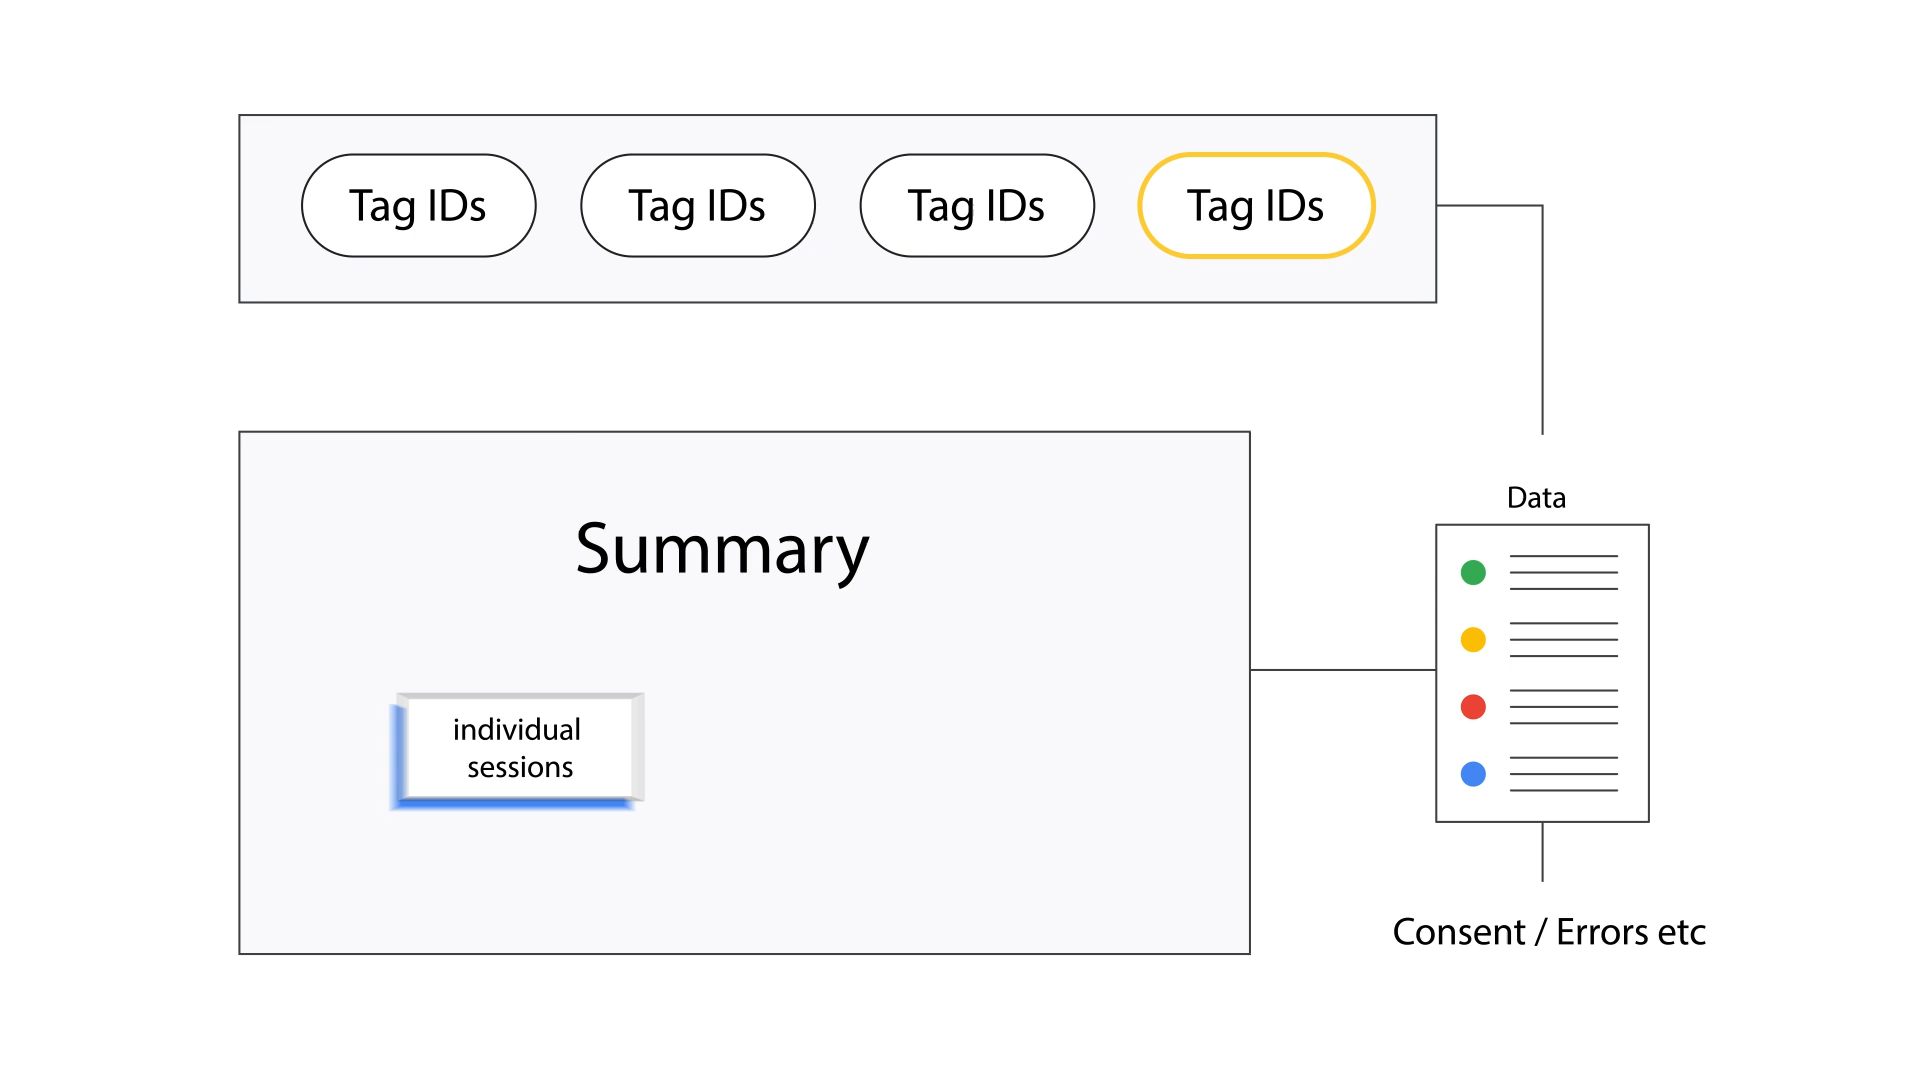 Tag IDs
Tag IDs
Tag IDs
Tag IDs
Data
Summary
individual
sessions
Consent / Errors etc